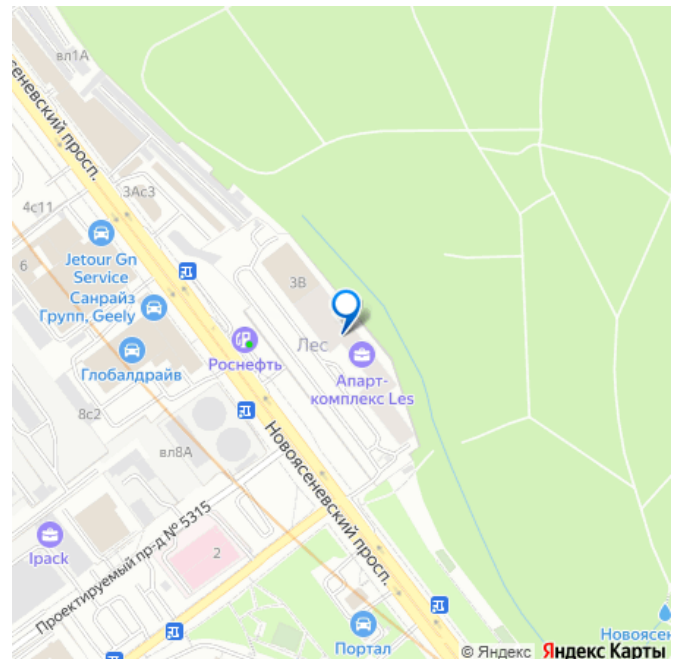 вл1А
сеневский просп.
3Ас3
4с11
6
Jetour Gn
Service
Санрайз
Групп, Geely
Глобалдрайв
Роснефть
3В
Лес
Апарт-
комплекс Les
8с2
вл8А
Новоясеневский просп.
Проектируемый пр-д № 5315
2
Ipack
Портал
Новоясен
© Яндекс Яндекс Карты